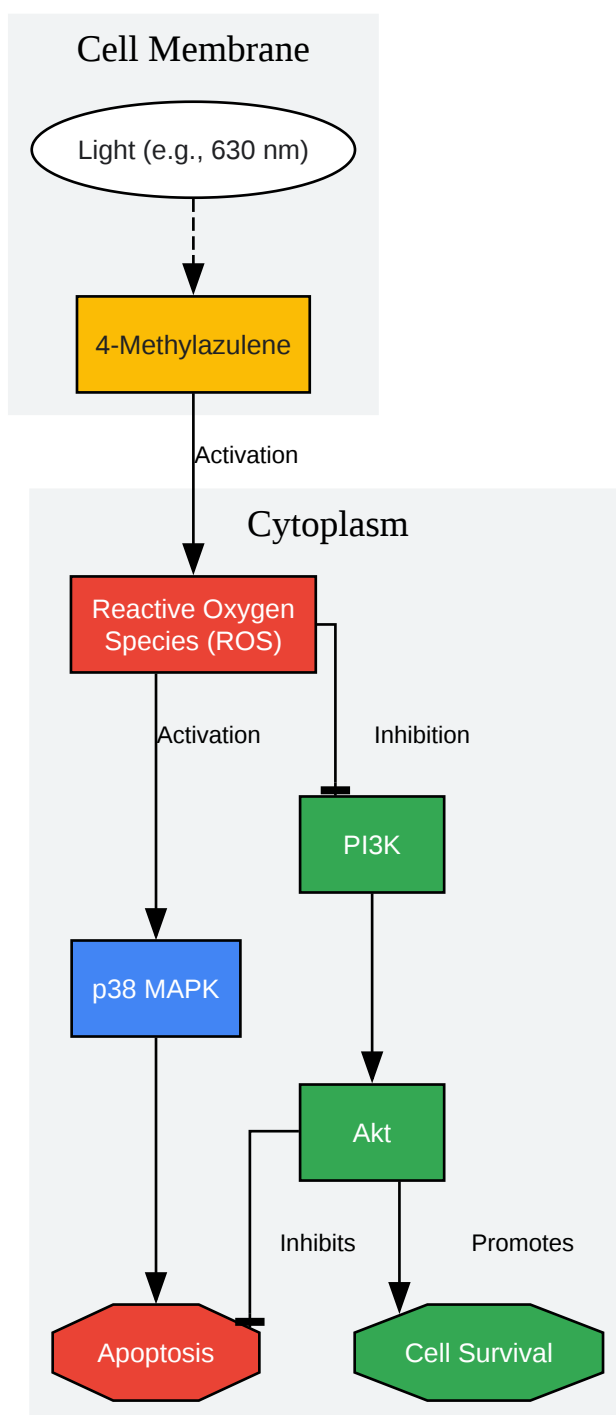 Cell Membrane
Light (e.g., 630 nm)
4-Methylazulene
Activation
Cytoplasm
Reactive Oxygen
Species (ROS)
Activation
Inhibition
PI3K
p38 MAPK
Akt
Inhibits
Promotes
Apoptosis
Cell Survival